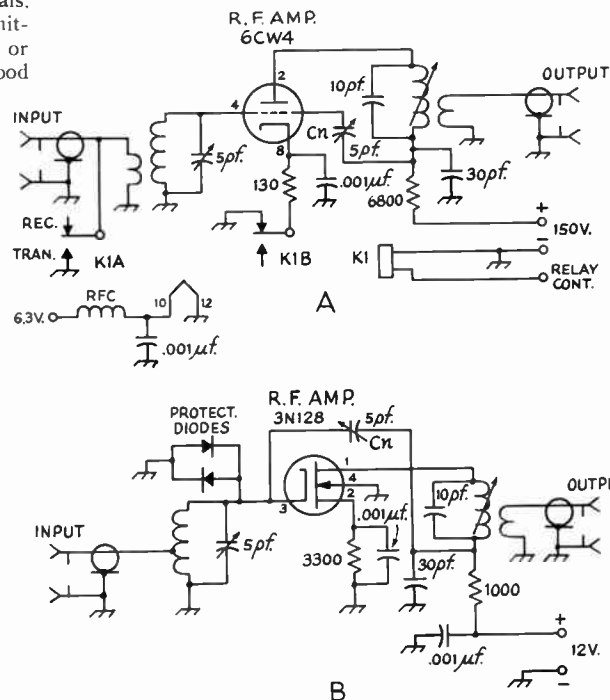 als,
nit-
or
ood
R.F. AMP.
6CW4
2
10pf.
OUTPUT
INPUT
4
Cn
5pf.
8
5pf.
130
.001µf.
30pf.
6800
REC.
TRAN.
K1A
K1B
K1
+
150V.
−
RELAY
CONT.
A
RFC
6.3V.
10
12
.001µf.
R.F. AMP.
3N128
PROTECT.
DIODES
5pf.
Cn
1
4
2
3
10pf.
OUTPU
INPUT
5pf.
.001µf.
3300
30pf.
1000
+
12V.
.001µf.
−
B